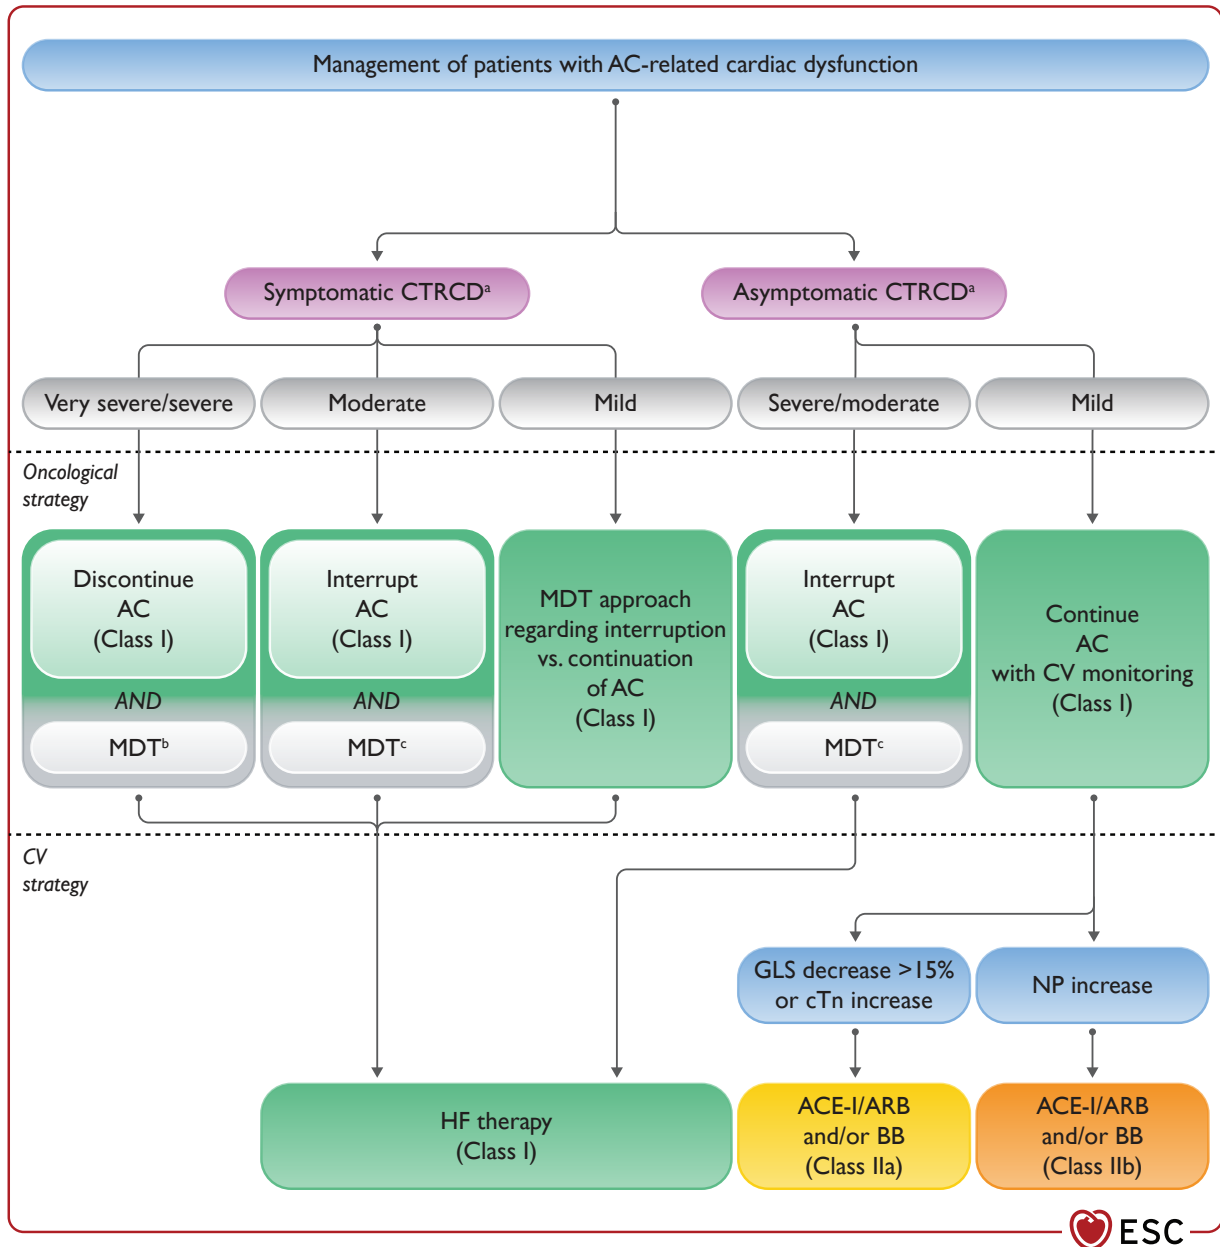 Management of patients with AC-related cardiac dysfunction
Symptomatic CTRCDᵃ
Asymptomatic CTRCDᵃ
Very severe/severe
Moderate
Mild
Severe/moderate
Mild
Oncological
strategy
Discontinue
AC
(Class I)
AND
MDTᵇ
Interrupt
AC
(Class I)
AND
MDTᶜ
MDT approach
regarding interruption
vs. continuation
of AC
(Class I)
Interrupt
AC
(Class I)
AND
MDTᶜ
Continue
AC
with CV monitoring
(Class I)
CV
strategy
GLS decrease >15%
or cTn increase
NP increase
HF therapy
(Class I)
ACE-I/ARB
and/or BB
(Class IIa)
ACE-I/ARB
and/or BB
(Class IIb)
ESC